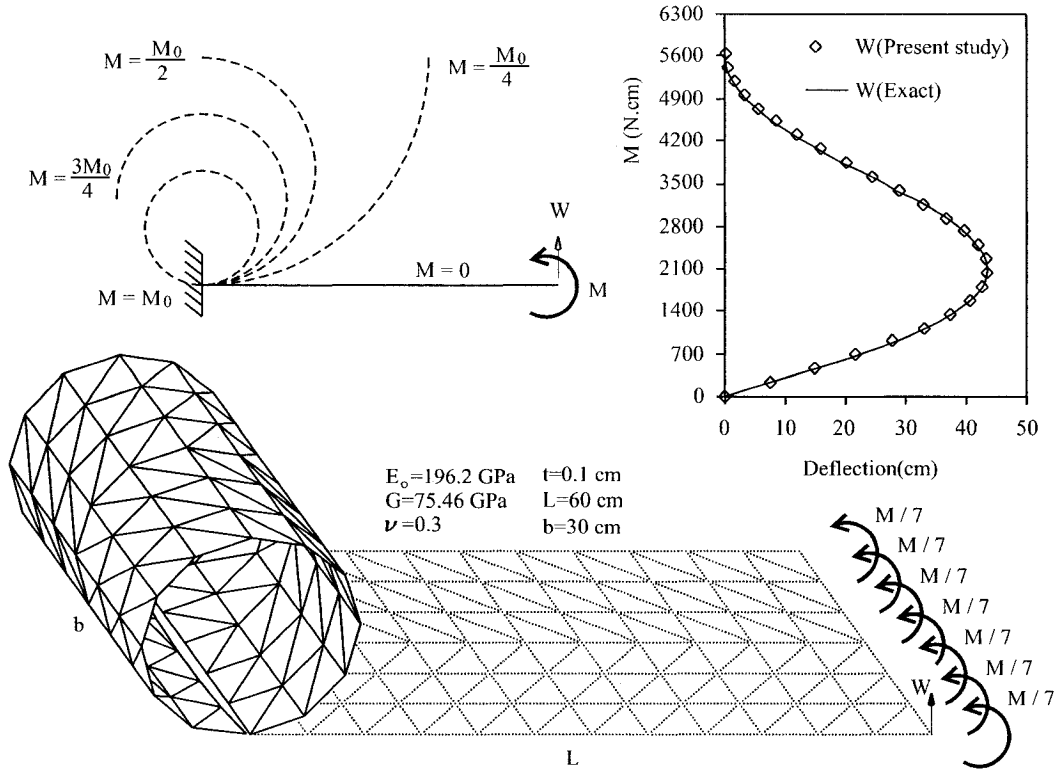 M = M₀/2
M = M₀/4
M = 3M₀/4
W
M = 0
M = M₀
M
6300
5600
4900
4200
3500
2800
2100
1400
700
0
M (N.cm)
W(Present study)
W(Exact)
0 10 20 30 40 50
Deflection(cm)
Eₒ=196.2 GPa t=0.1 cm
G=75.46 GPa L=60 cm
ν=0.3 b=30 cm
M / 7
M / 7
M / 7
M / 7
M / 7
M / 7
M / 7
b
W
L